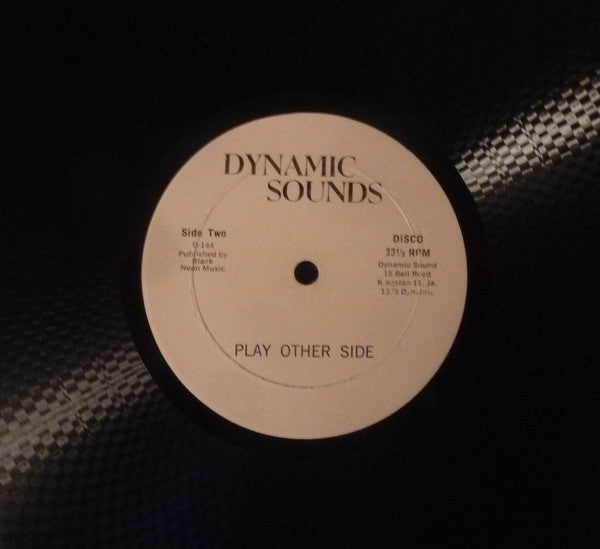 DYNAMIC
SOUNDS
Side Two
D-144
Published by
Black
Neon Music.
DISCO
33⅓ RPM
Dynamic Sound
15 Bell Road
Kingston 11, Ja.
Dynamic
PLAY OTHER SIDE